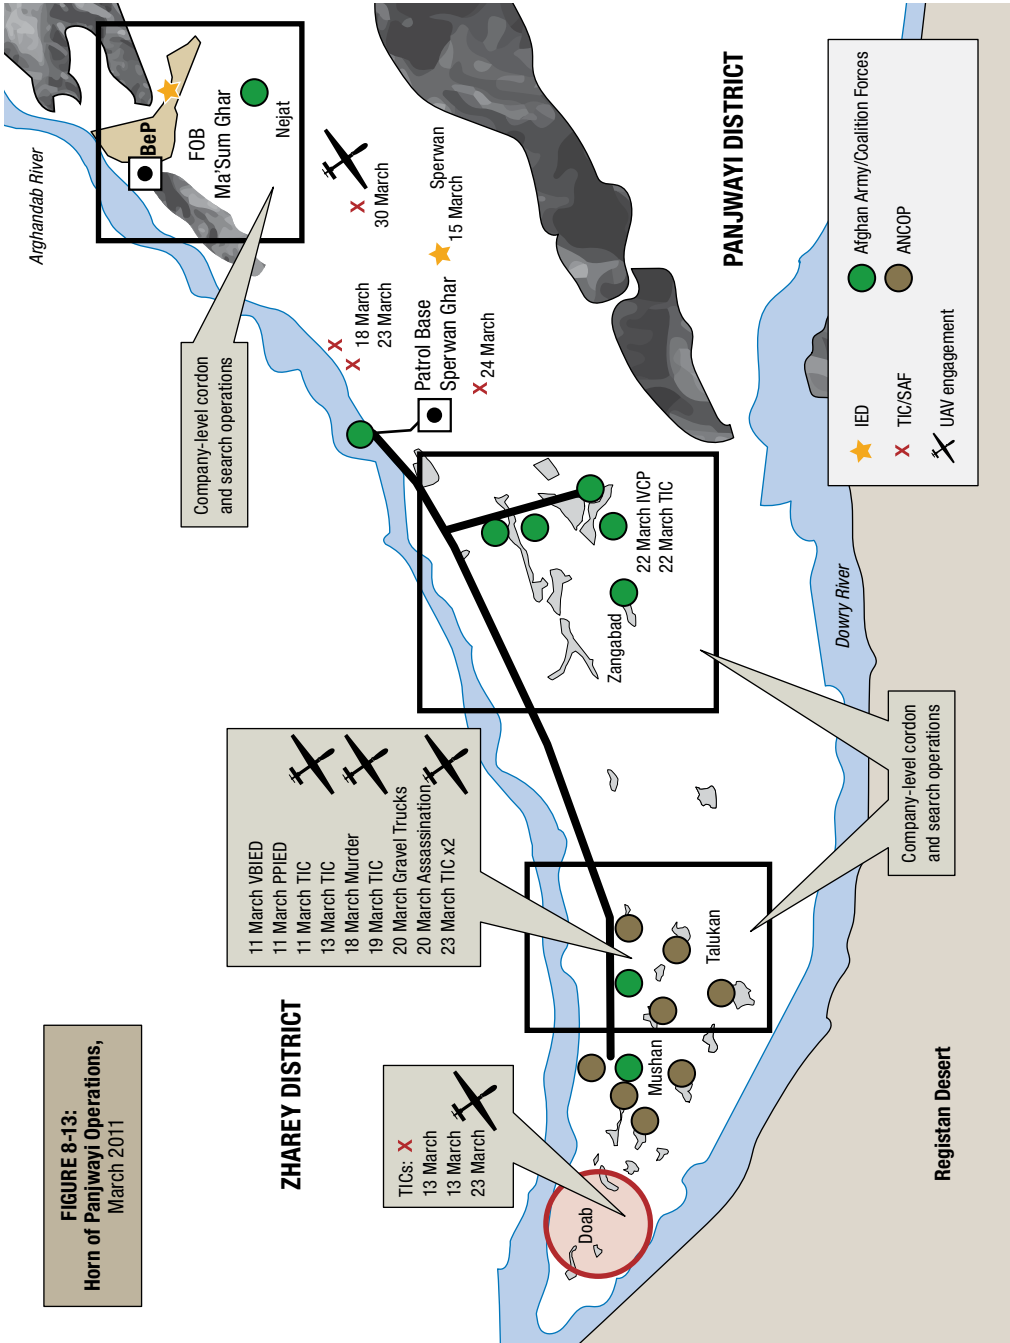 FIGURE 8-13:
Horn of Panjwayi Operations,
March 2011
ZHAREY DISTRICT
TICs: X
13 March
13 March
23 March
Doab
Mushan
Talukan
11 March VBIED
11 March PPIED
11 March TIC
13 March TIC
18 March Murder
19 March TIC
20 March Gravel Trucks
20 March Assassination
23 March TIC x2
Zangabad
22 March IVCP
22 March TIC
Company-level cordon
and search operations
Arghandab River
BeP
FOB
Ma'Sum Ghar
Nejat
X
30 March
Sperwan
15 March
X X
18 March
23 March
Patrol Base
Sperwan Ghar
X 24 March
PANJWAYI DISTRICT
Dowry River
Company-level cordon
and search operations
Registan Desert
IED
X TIC/SAF
UAV engagement
Afghan Army/Coalition Forces
ANCOP